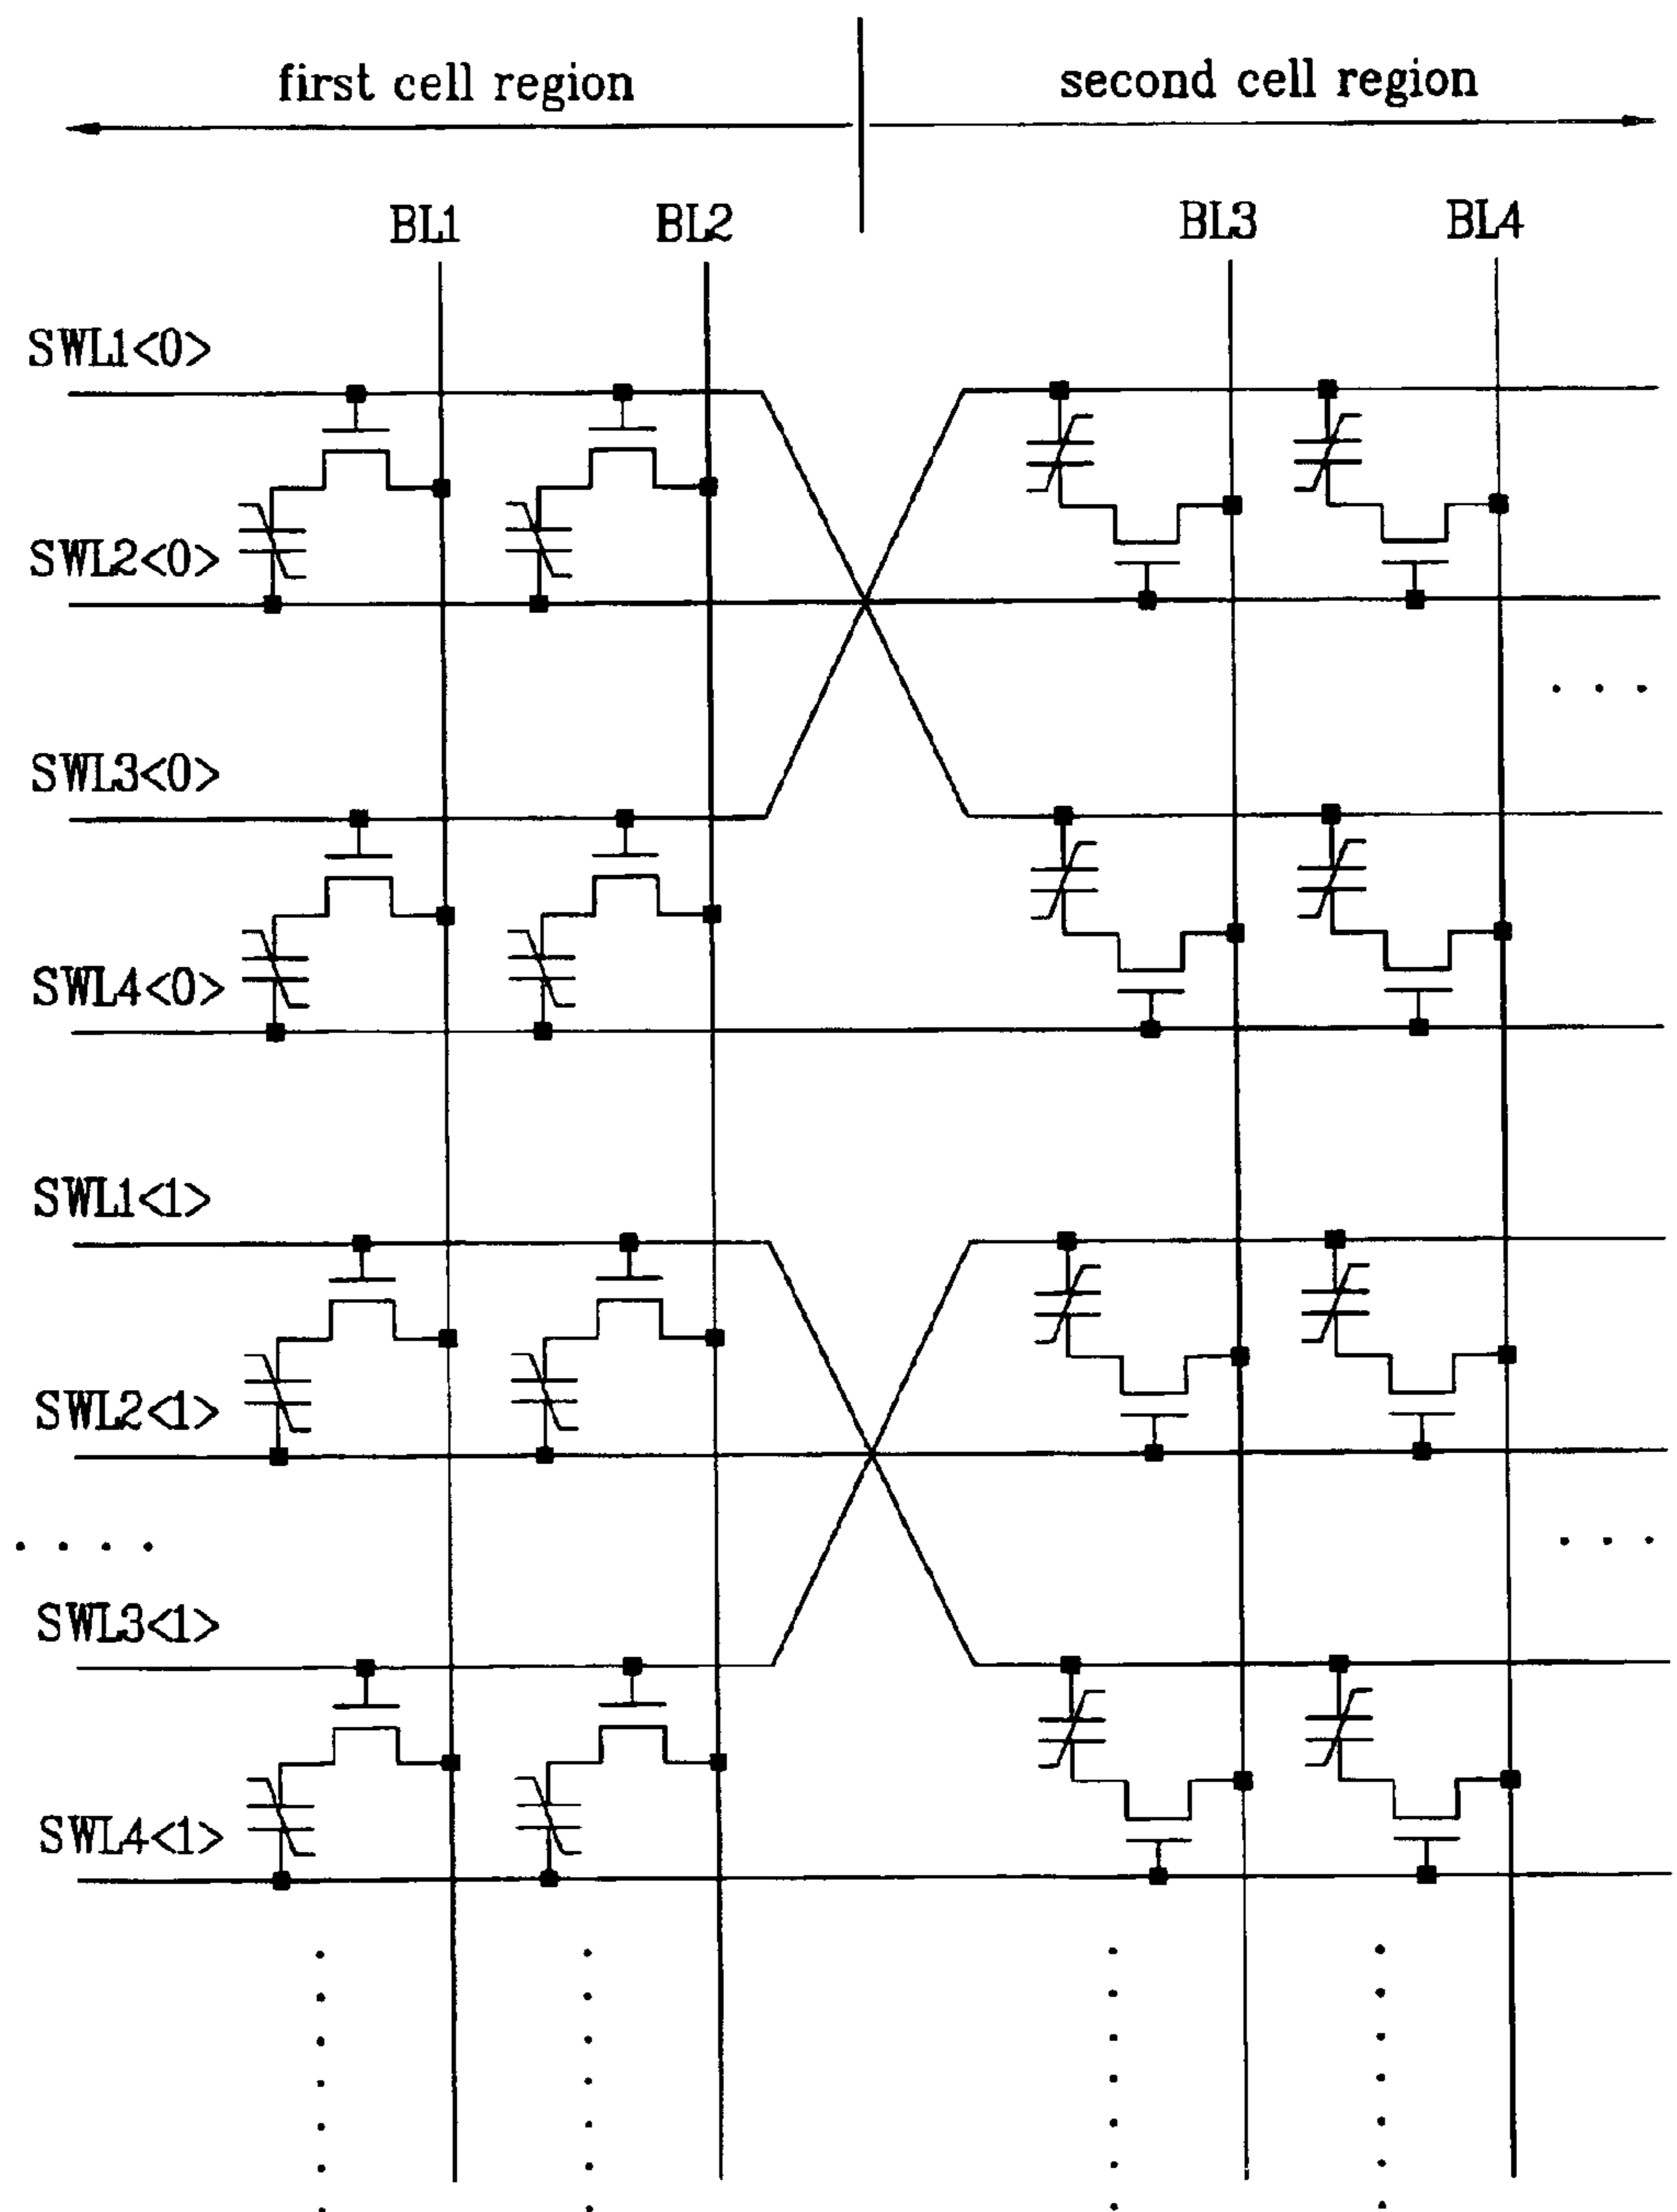 first cell region
second cell region
BL1
BL2
BL3
BL4
SWL1<0>
SWL2<0>
SWL3<0>
SWL4<0>
SWL1<1>
SWL2<1>
SWL3<1>
SWL4<1>